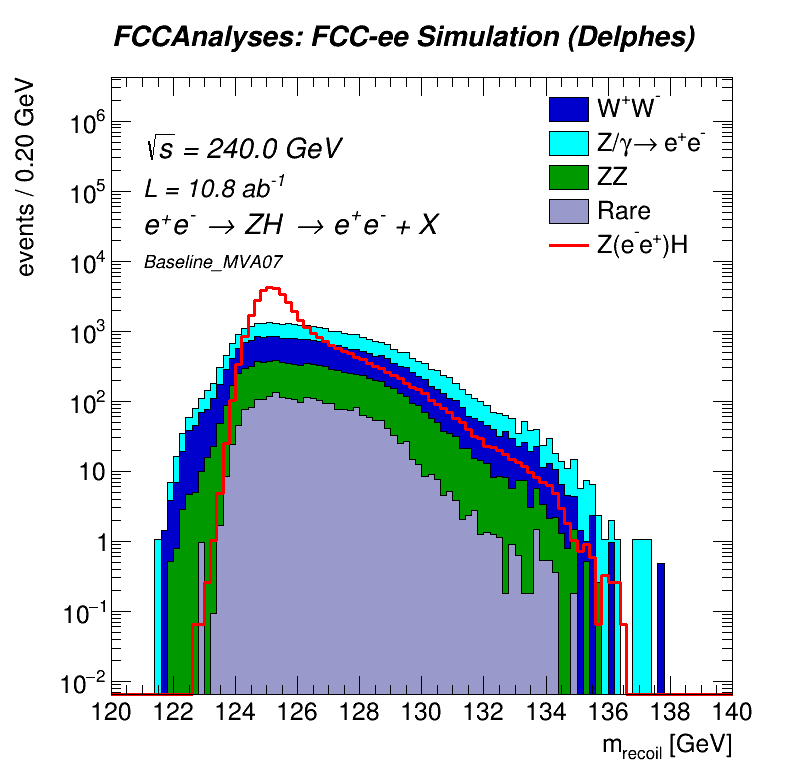 FCCAnalyses: FCC-ee Simulation (Delphes)
events / 0.20 GeV
√s = 240.0 GeV
L = 10.8 ab⁻¹
e⁺e⁻ → ZH → e⁺e⁻ + X
Baseline_MVA07
W⁺W⁻
Z/γ→ e⁺e⁻
ZZ
Rare
Z(e⁻e⁺)H
10⁶
10⁵
10⁴
10³
10²
10
1
10⁻¹
10⁻²
120 122 124 126 128 130 132 134 136 138 140
m_recoil [GeV]